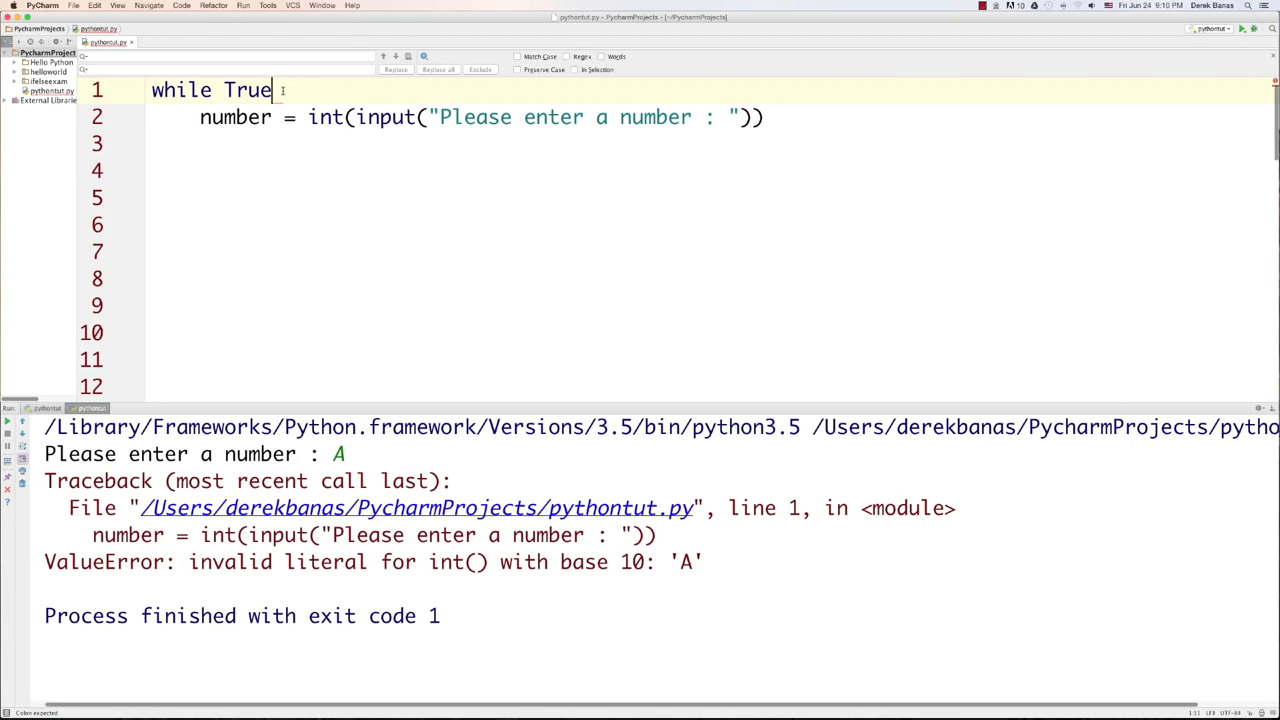 PyCharm File Edit View Navigate Code Refactor Run Tools VCS Window Help Fri Jun 24 9:10 PM Derek Banas
pythontut.py - PycharmProjects - [~/PycharmProjects]
PycharmProjects pythontut.py pythontut
pythontut.py
PycharmProject
Hello Python
helloworld
ifelseexam
pythontut.py
External Librarie
Match Case Regex Words
Replace Replace all Exclude Preserve Case In Selection
1 while True
2 number = int(input("Please enter a number : "))
3
4
5
6
7
8
9
10
11
12
Run: pythontut pythontut
/Library/Frameworks/Python.framework/Versions/3.5/bin/python3.5 /Users/derekbanas/PycharmProjects/pytho
Please enter a number : A
Traceback (most recent call last):
File "/Users/derekbanas/PycharmProjects/pythontut.py", line 1, in <module>
number = int(input("Please enter a number : "))
ValueError: invalid literal for int() with base 10: 'A'
Process finished with exit code 1
Colon expected 1:11 LF‡ UTF-8‡